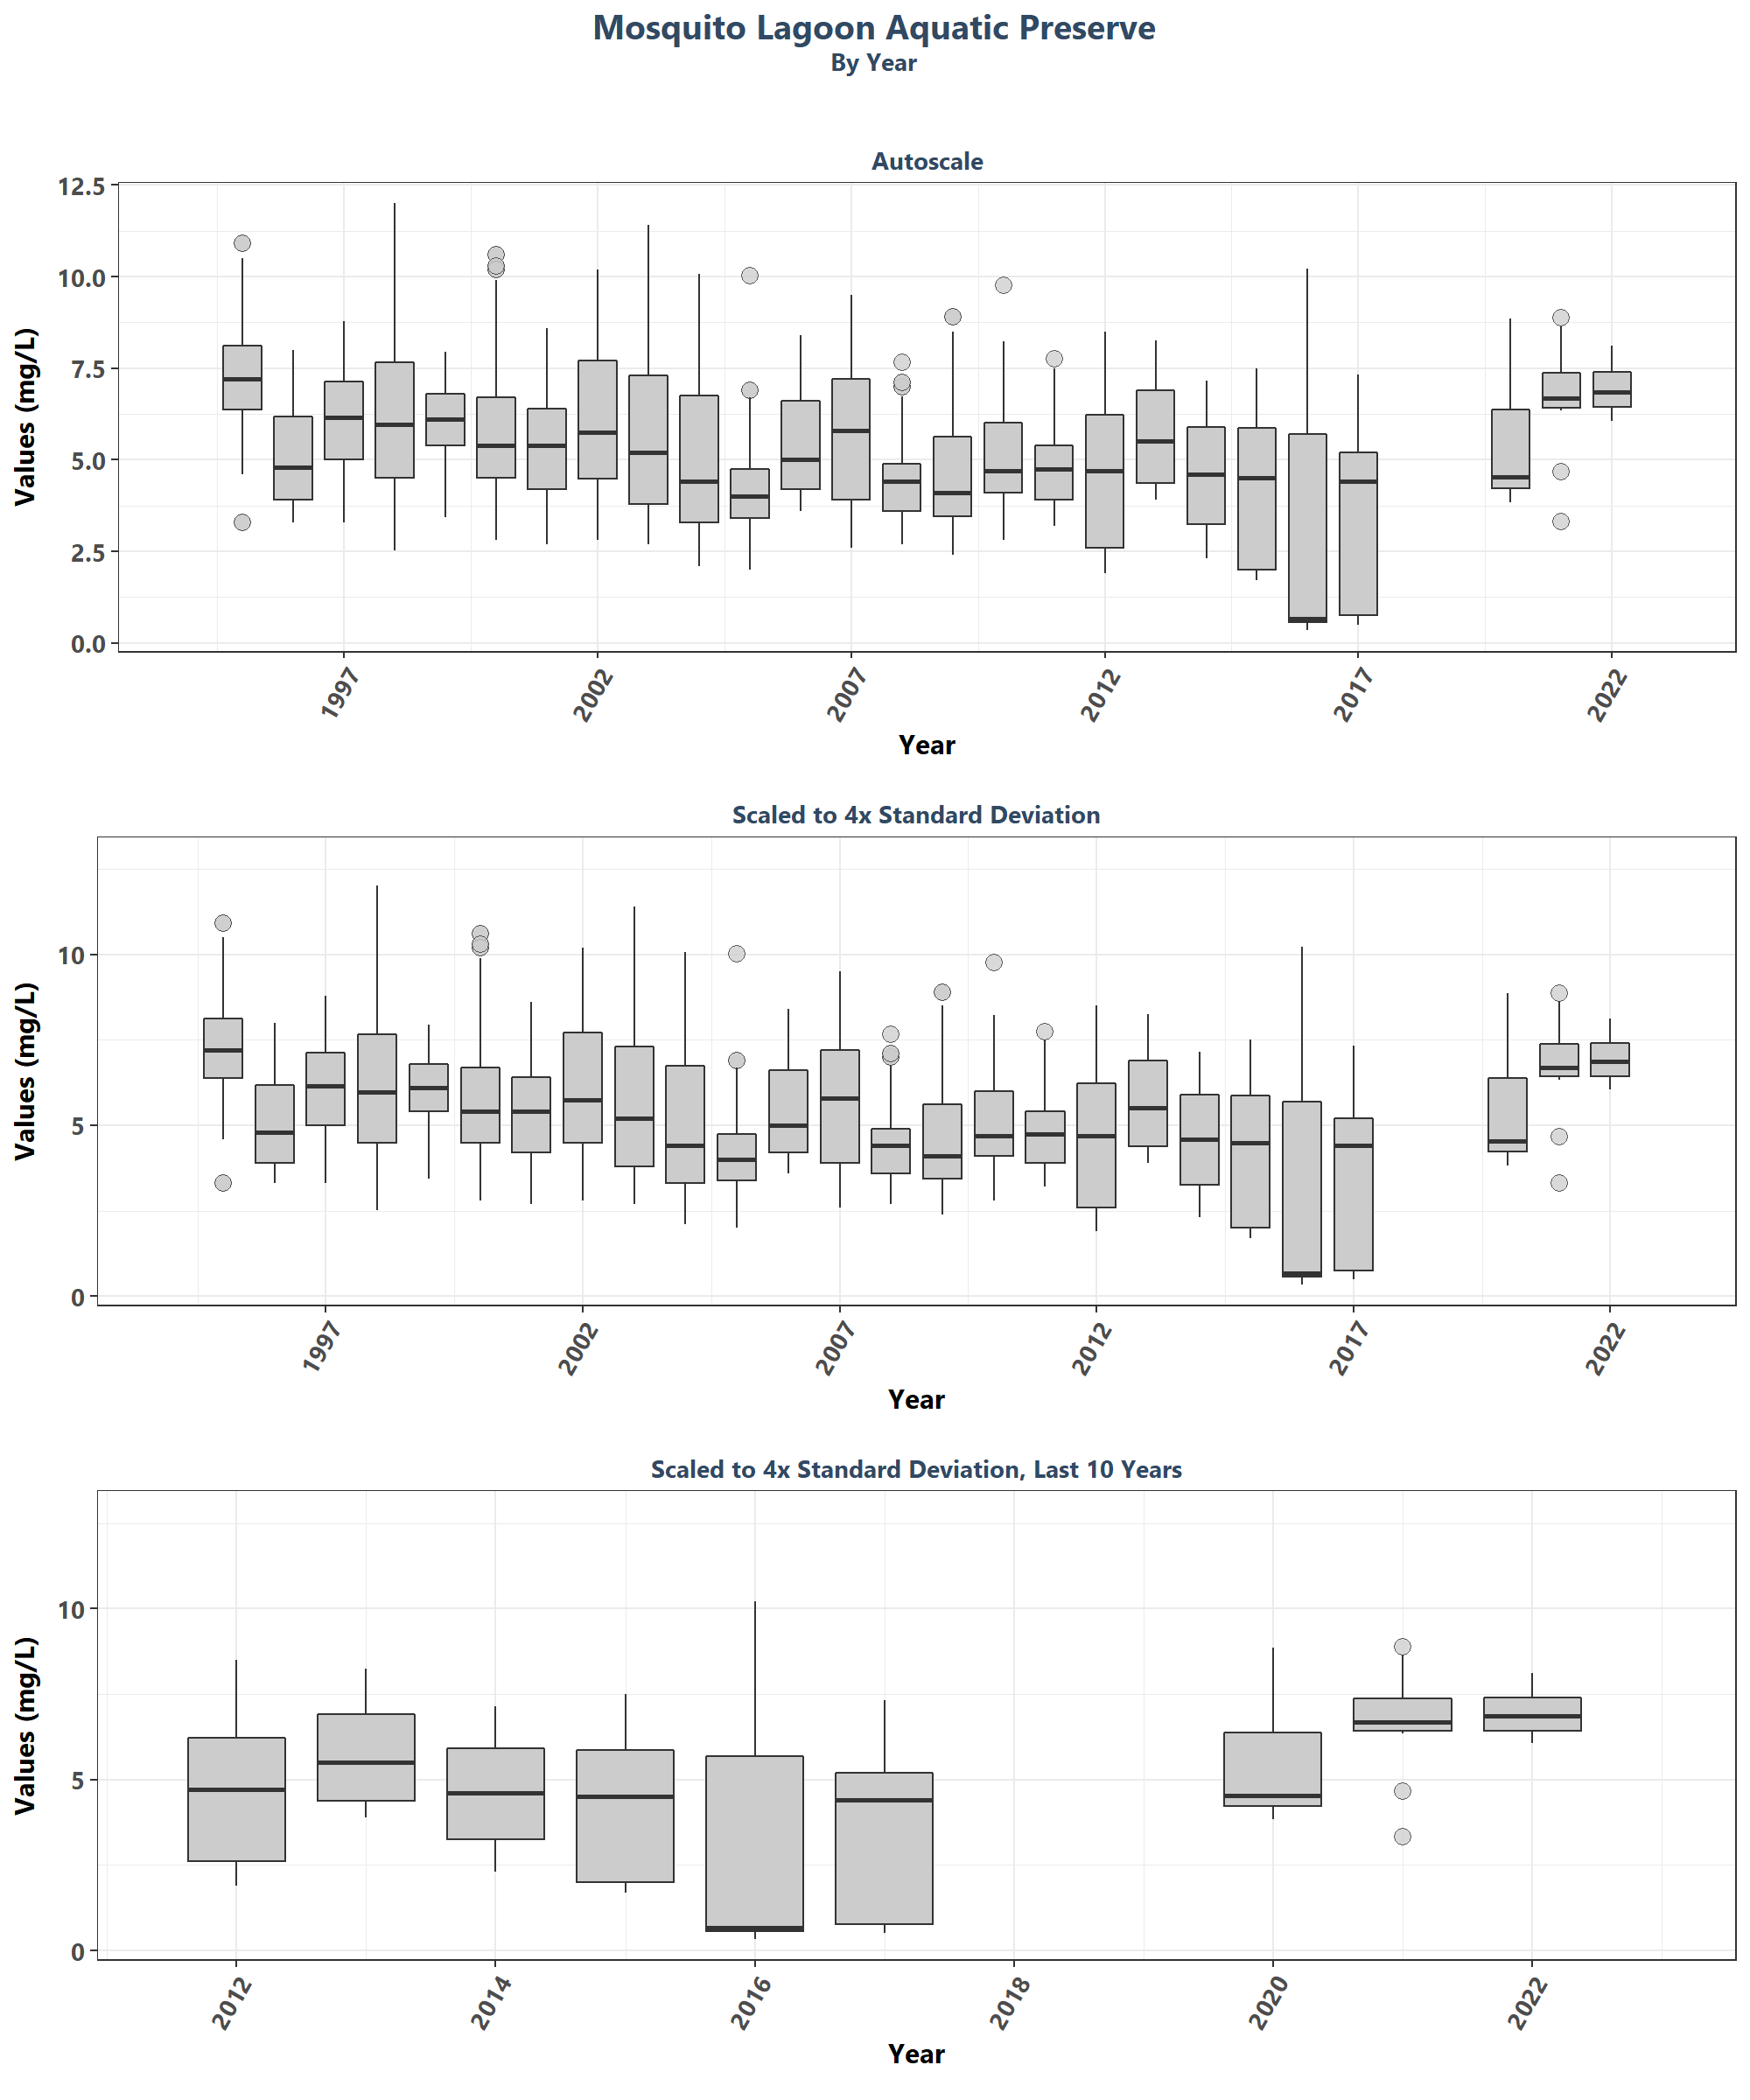 Mosquito Lagoon Aquatic Preserve
By Year
Autoscale
Values (mg/L)
12.5
10.0
7.5
5.0
2.5
0.0
1997
2002
2007
2012
2017
2022
Year
Scaled to 4x Standard Deviation
Values (mg/L)
10
5
0
1997
2002
2007
2012
2017
2022
Year
Scaled to 4x Standard Deviation, Last 10 Years
Values (mg/L)
10
5
0
2012
2014
2016
2018
2020
2022
Year